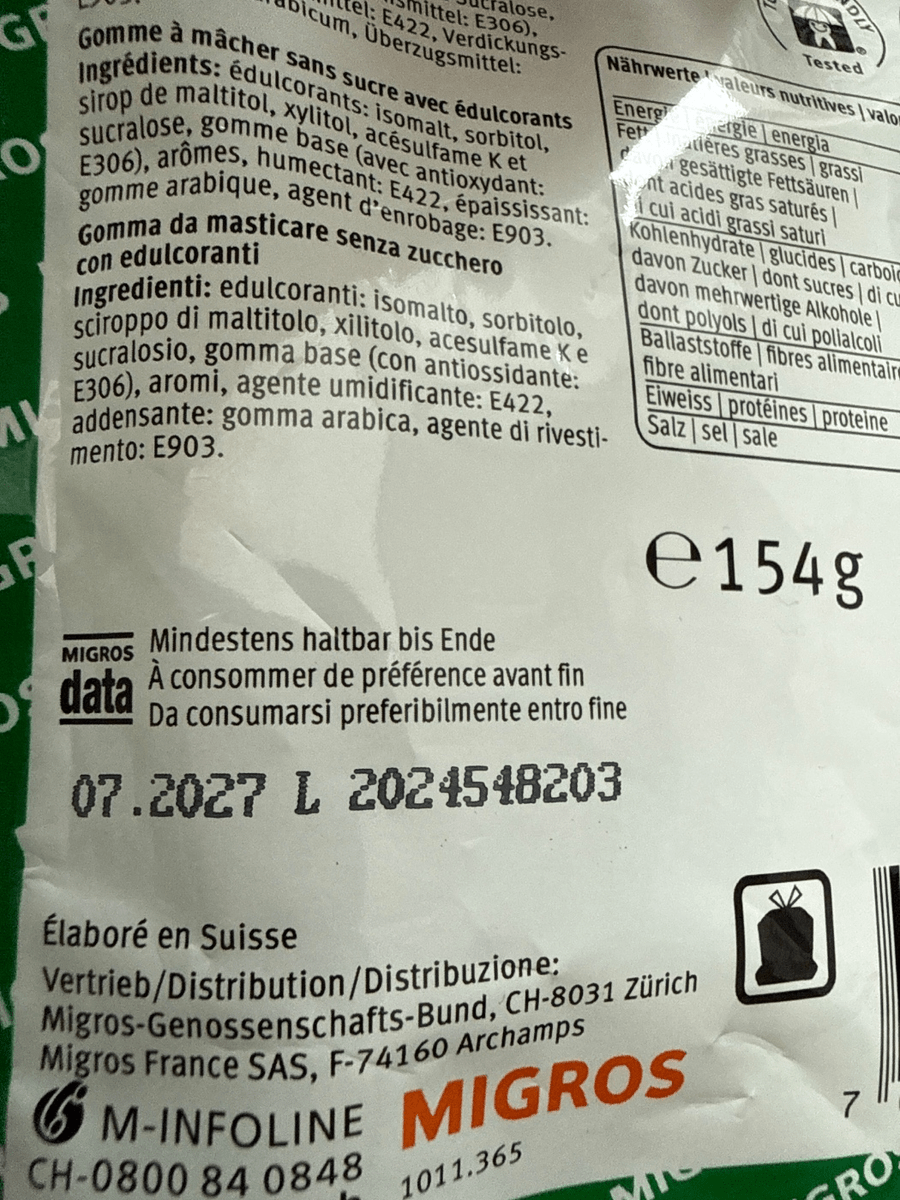 ucralose,
smittel: E306),
ttel: E422, Verdickungs-
abicum, Überzugsmittel:
Gomme à mâcher sans sucre avec édulcorants
Ingrédients: édulcorants: isomalt, sorbitol,
sirop de maltitol, xylitol, acésulfame K et
sucralose, gomme base (avec antioxydant:
E306), arômes, humectant: E422, épaississant:
gomme arabique, agent d'enrobage: E903.
Gomma da masticare senza zucchero
con edulcoranti
Ingredienti: edulcoranti: isomalto, sorbitolo,
sciroppo di maltitolo, xilitolo, acesulfame K e
sucralosio, gomma base (con antiossidante:
E306), aromi, agente umidificante: E422,
addensante: gomma arabica, agente di rivesti-
mento: E903.
Tested
Nährwerte | valeurs nutritives | valo
Energie | énergie | energia
Fett | matières grasses | grassi
davon gesättigte Fettsäuren |
dont acides gras saturés |
di cui acidi grassi saturi
Kohlenhydrate | glucides | carboid
davon Zucker | dont sucres | di cu
davon mehrwertige Alkohole |
dont polyols | di cui polialcoli
Ballaststoffe | fibres alimentaire
fibre alimentari
Eiweiss | protéines | proteine
Salz | sel | sale
℮154g
MIGROS
data
Mindestens haltbar bis Ende
À consommer de préférence avant fin
Da consumarsi preferibilmente entro fine
07.2027 L 2024548203
Élaboré en Suisse
Vertrieb/Distribution/Distribuzione:
Migros-Genossenschafts-Bund, CH-8031 Zürich
Migros France SAS, F-74160 Archamps
M-INFOLINE
CH-0800 84 0848
MIGROS
1011.365
7